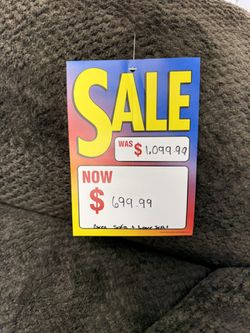 SALE
WAS $1,099.99
NOW
$ 699.99
Sofa & Love Seat